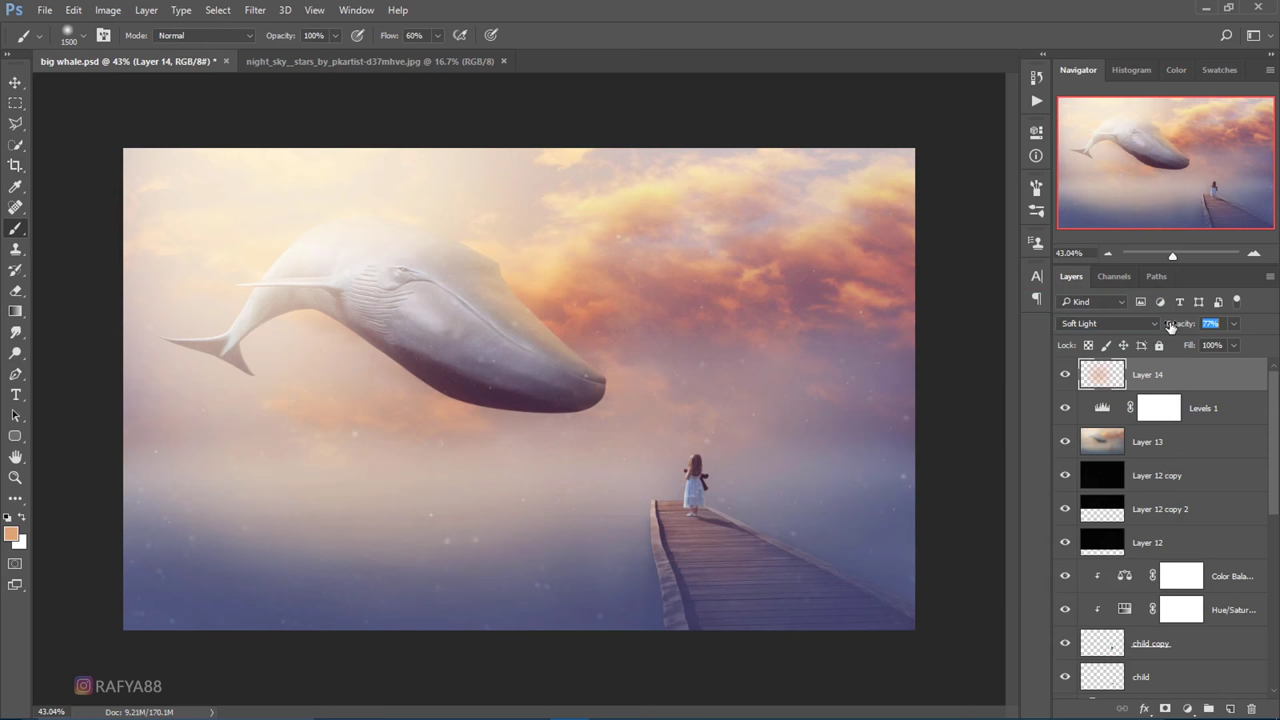 Ps File Edit Image Layer Type Select Filter 3D View Window Help
1500 Mode: Normal Opacity: 100% Flow: 60%
big whale.psd @ 43% (Layer 14, RGB/8#) * night_sky__stars_by_pkartist-d37mhve.jpg @ 16.7% (RGB/8)
Navigator Histogram Color Swatches
43.04%
Layers Channels Paths
Kind
Soft Light Opacity: 77%
Lock: Fill: 100%
Layer 14
Levels 1
Layer 13
Layer 12 copy
Layer 12 copy 2
Layer 12
Color Bala...
Hue/Satur...
child copy
child
RAFYA88
43.04% Doc: 9.21M/170.1M